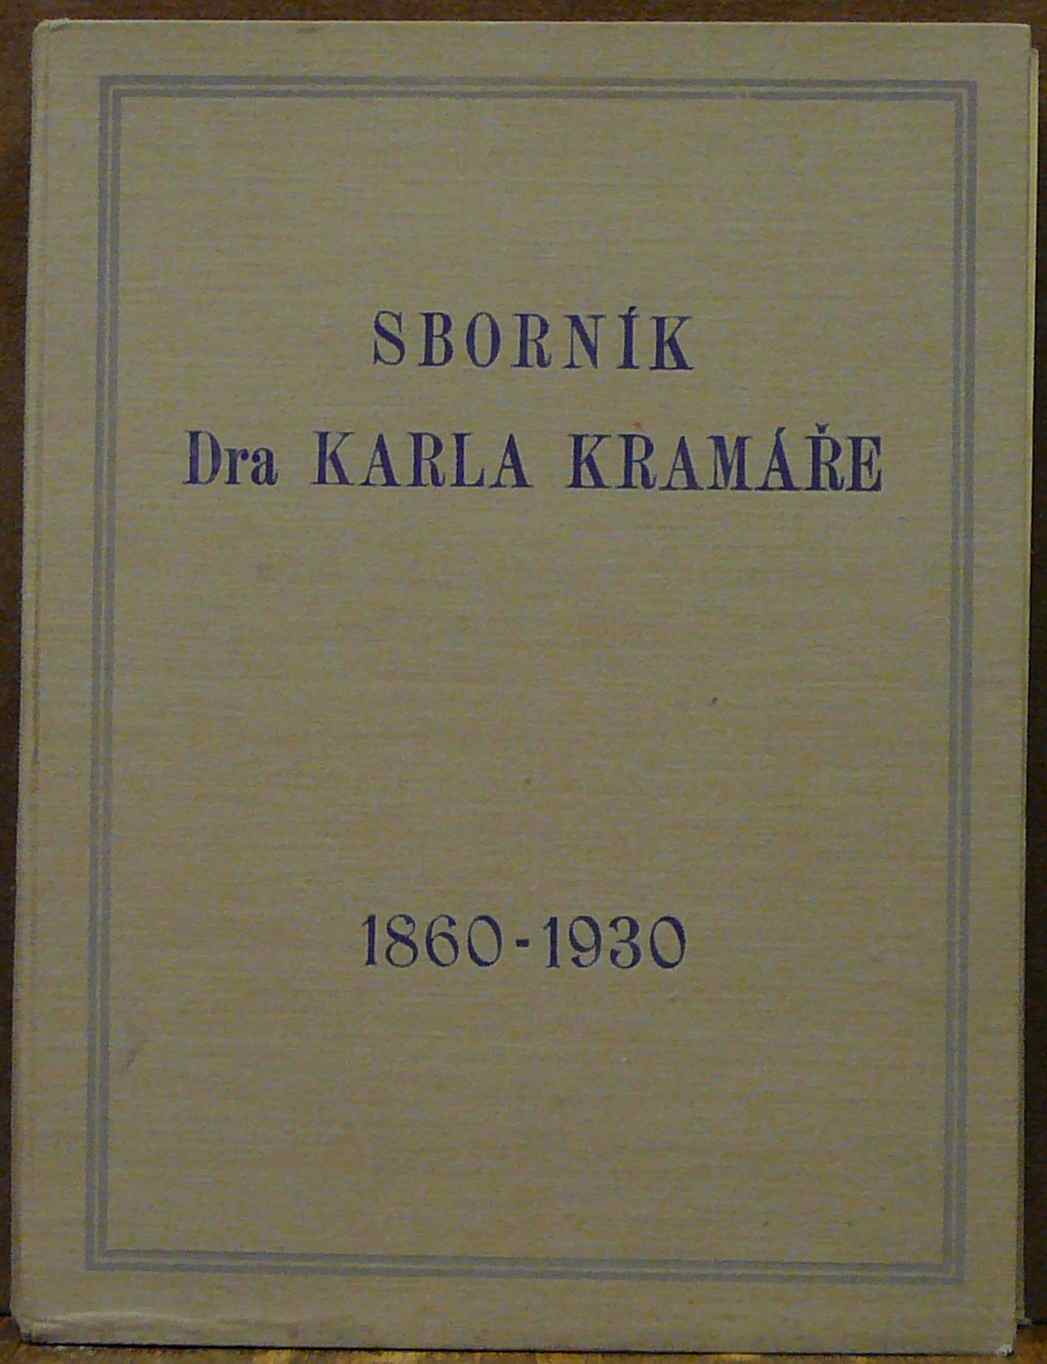 SBORNÍK
Dra KARLA KRAMÁŘE
1860-1930